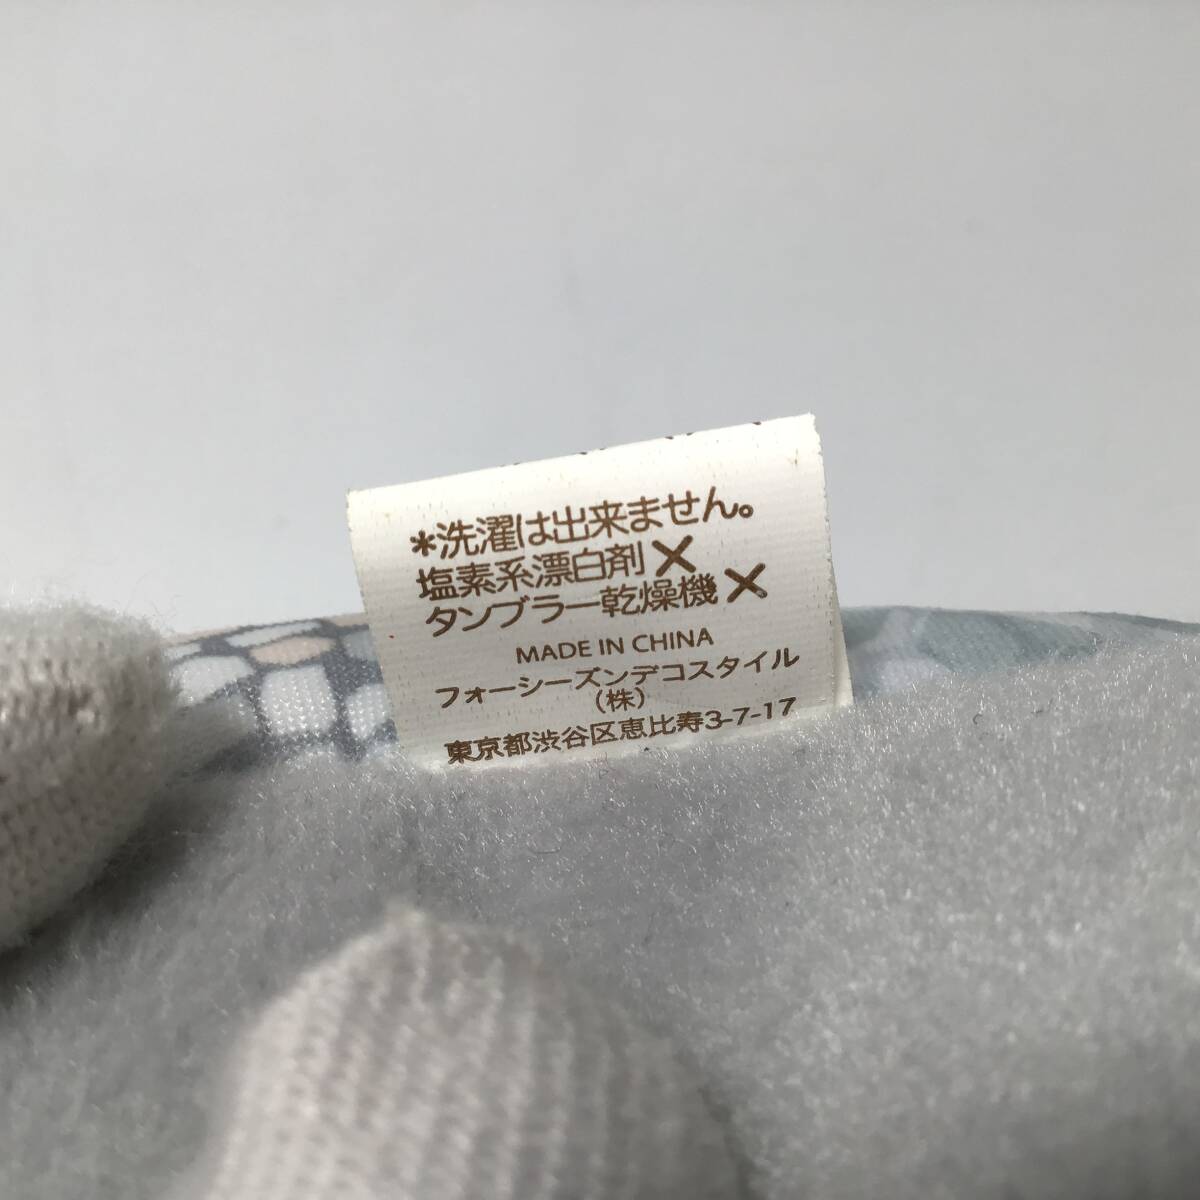 *洗濯は出来ません。
塩素系漂白剤×
タンブラー乾燥機×
MADE IN CHINA
フォーシーズンデコスタイル
(株)
東京都渋谷区恵比寿3-7-17